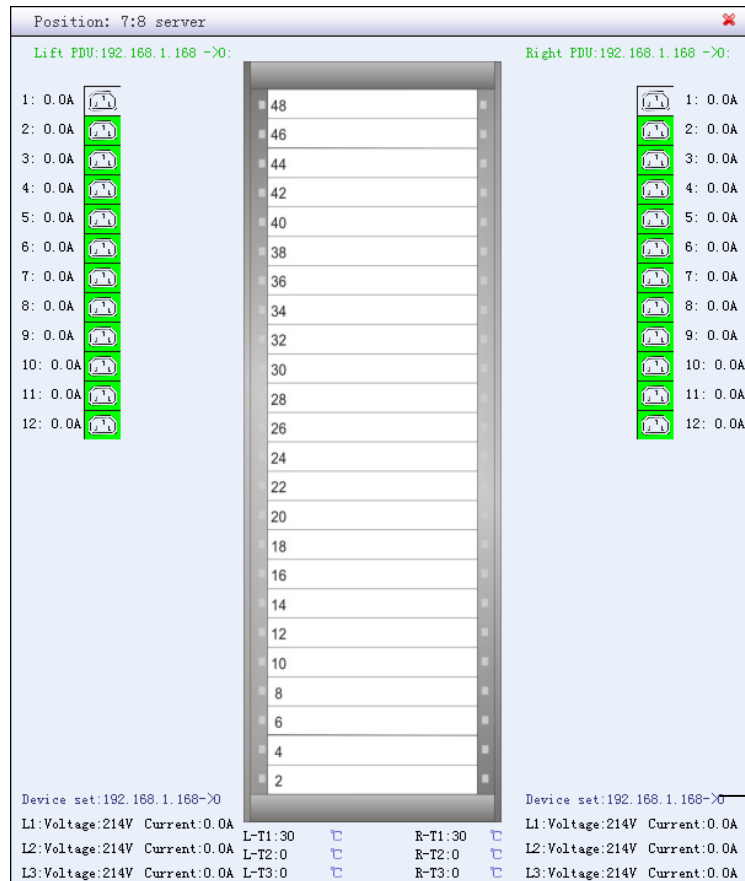 Position: 7:8 server
Lift PDU:192.168.1.168 ->0:
Right PDU:192.168.1.168 ->0:
1: 0.0A
2: 0.0A
3: 0.0A
4: 0.0A
5: 0.0A
6: 0.0A
7: 0.0A
8: 0.0A
9: 0.0A
10: 0.0A
11: 0.0A
12: 0.0A
48
46
44
42
40
38
36
34
32
30
28
26
24
22
20
18
16
14
12
10
8
6
4
2
1: 0.0A
2: 0.0A
3: 0.0A
4: 0.0A
5: 0.0A
6: 0.0A
7: 0.0A
8: 0.0A
9: 0.0A
10: 0.0A
11: 0.0A
12: 0.0A
Device set:192.168.1.168->0
L1:Voltage:214V Current:0.0A
L2:Voltage:214V Current:0.0A
L3:Voltage:214V Current:0.0A
L-T1:30 ℃
L-T2:0 ℃
L-T3:0 ℃
R-T1:30 ℃
R-T2:0 ℃
R-T3:0 ℃
Device set:192.168.1.168->0
L1:Voltage:214V Current:0.0A
L2:Voltage:214V Current:0.0A
L3:Voltage:214V Current:0.0A